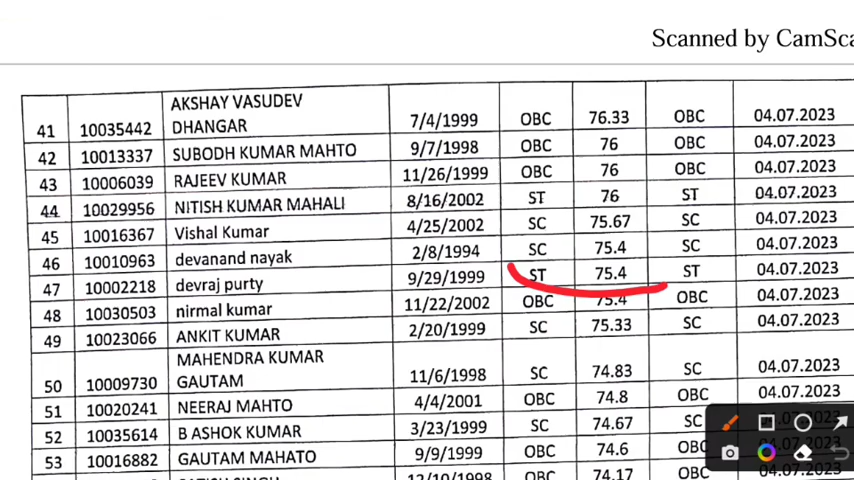 Scanned by CamSca
41 10035442 AKSHAY VASUDEV DHANGAR 7/4/1999 OBC 76.33 OBC 04.07.2023
42 10013337 SUBODH KUMAR MAHTO 9/7/1998 OBC 76 OBC 04.07.2023
43 10006039 RAJEEV KUMAR 11/26/1999 OBC 76 OBC 04.07.2023
44 10029956 NITISH KUMAR MAHALI 8/16/2002 ST 76 ST 04.07.2023
45 10016367 Vishal Kumar 4/25/2002 SC 75.67 SC 04.07.2023
46 10010963 devanand nayak 2/8/1994 SC 75.4 SC 04.07.2023
47 10002218 devraj purty 9/29/1999 ST 75.4 ST 04.07.2023
48 10030503 nirmal kumar 11/22/2002 OBC 75.4 OBC 04.07.2023
49 10023066 ANKIT KUMAR 2/20/1999 SC 75.33 SC 04.07.2023
50 10009730 MAHENDRA KUMAR GAUTAM 11/6/1998 SC 74.83 SC 04.07.2023
51 10020241 NEERAJ MAHTO 4/4/2001 OBC 74.8 OBC 04.07.2023
52 10035614 B ASHOK KUMAR 3/23/1999 SC 74.67 SC
53 10016882 GAUTAM MAHATO 9/9/1999 OBC 74.6 OBC
12/10/1998 OBC 74.17 OBC